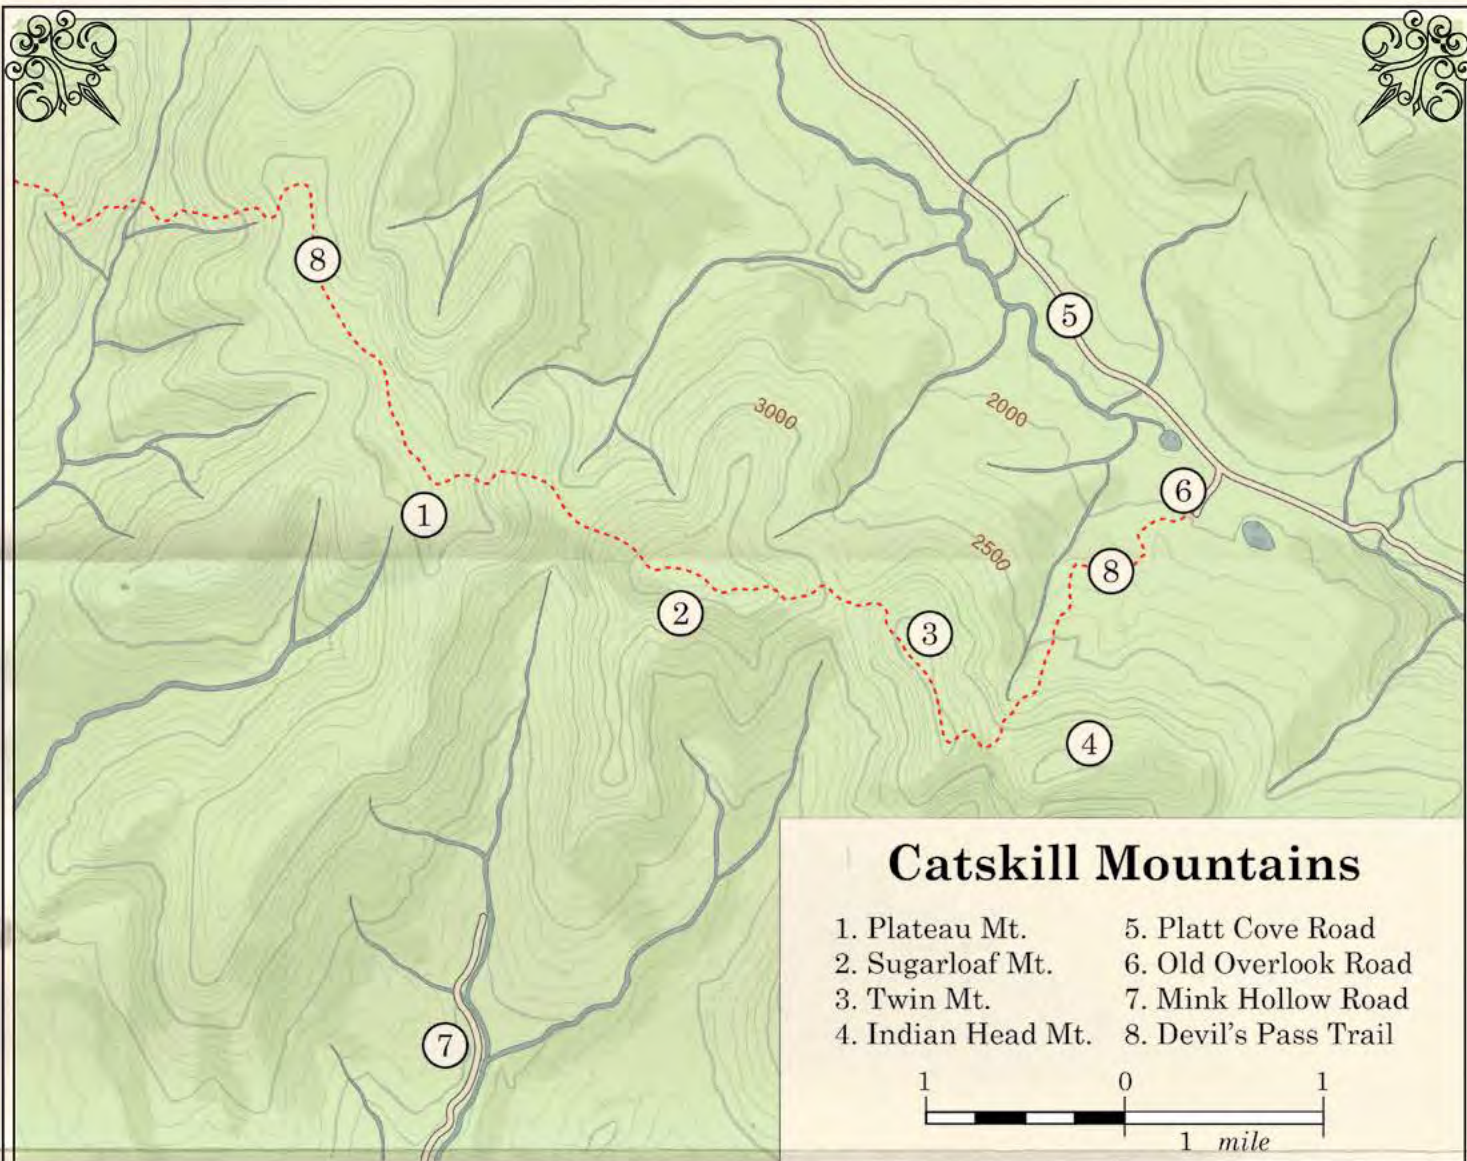 8
5
3000
2000
6
1
2500
8
2
3
4
7
Catskill Mountains
1. Plateau Mt.
2. Sugarloaf Mt.
3. Twin Mt.
4. Indian Head Mt.
5. Platt Cove Road
6. Old Overlook Road
7. Mink Hollow Road
8. Devil's Pass Trail
1 0 1
1 mile